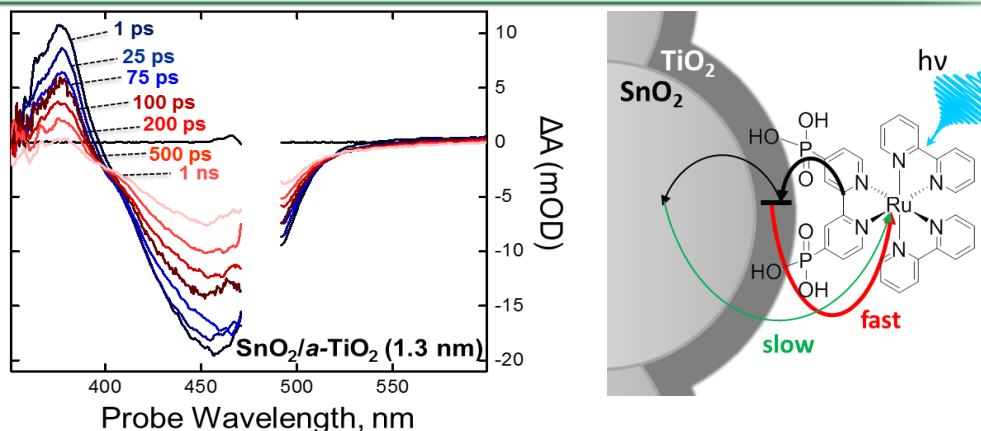 1 ps
25 ps
75 ps
100 ps
200 ps
500 ps
1 ns
10
5
0
-5
-10
-15
-20
ΔA (mOD)
SnO₂/a-TiO₂ (1.3 nm)
400
450
500
550
Probe Wavelength, nm
TiO₂
SnO₂
hν
OH
HO
P
O
N
N
N
N
Ru
N
N
O
P
HO
OH
OH
fast
slow